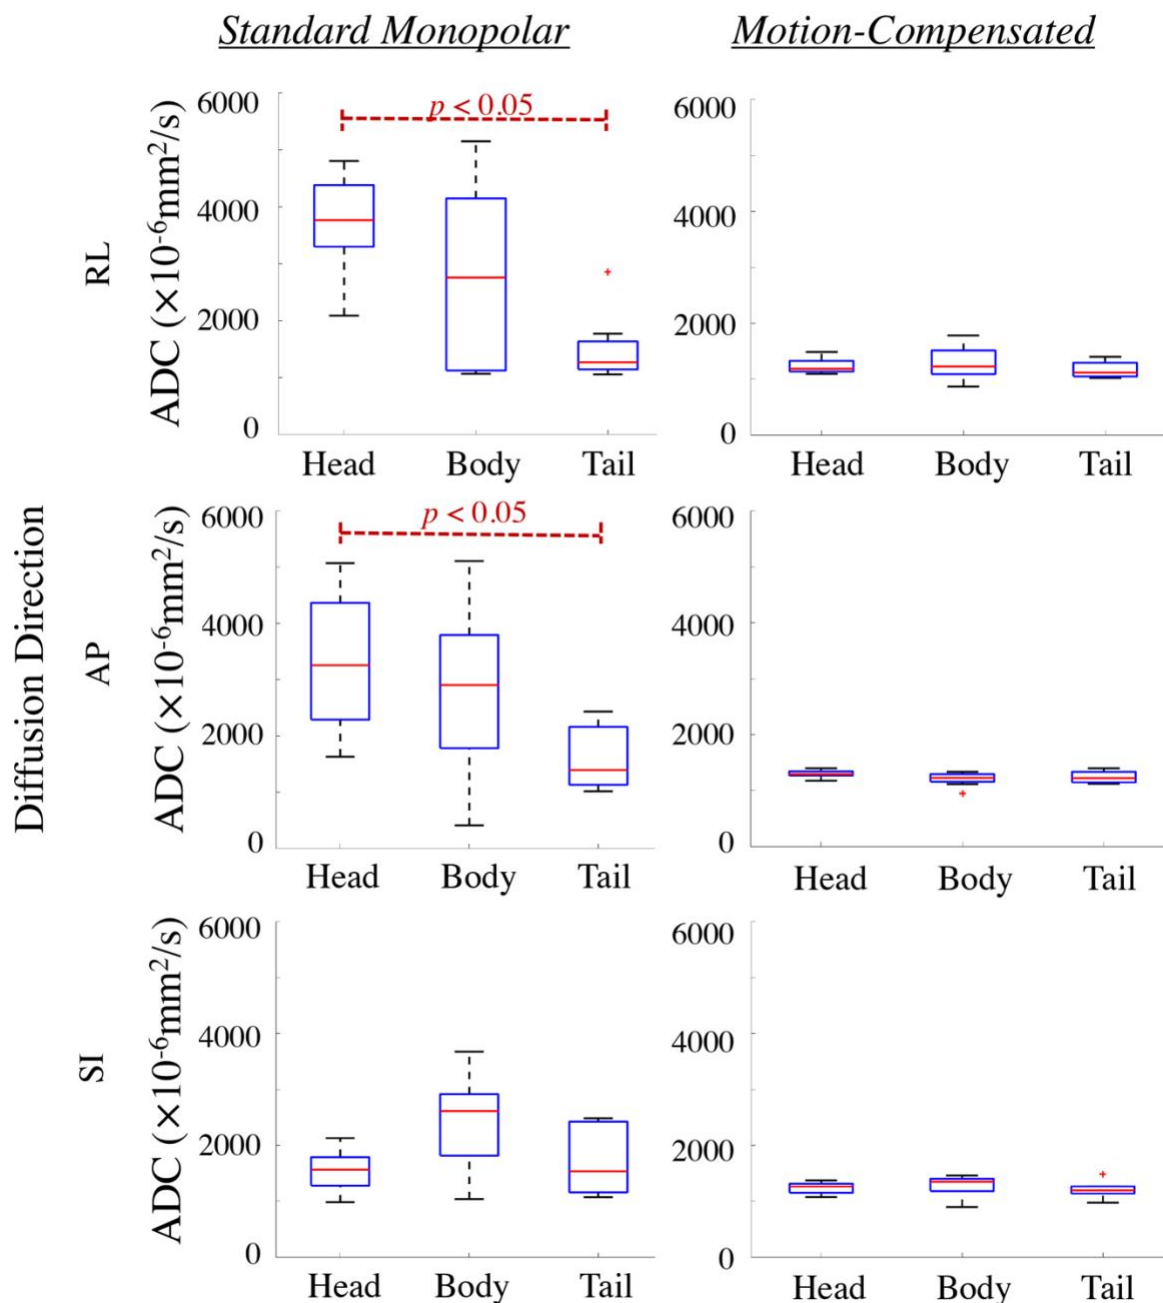 Standard Monopolar
Motion-Compensated
Diffusion Direction
RL
ADC (×10⁻⁶mm²/s)
6000
4000
2000
0
p < 0.05
Head Body Tail
6000
4000
2000
0
Head Body Tail
AP
ADC (×10⁻⁶mm²/s)
6000
4000
2000
0
p < 0.05
Head Body Tail
6000
4000
2000
0
Head Body Tail
SI
ADC (×10⁻⁶mm²/s)
6000
4000
2000
0
Head Body Tail
6000
4000
2000
0
Head Body Tail